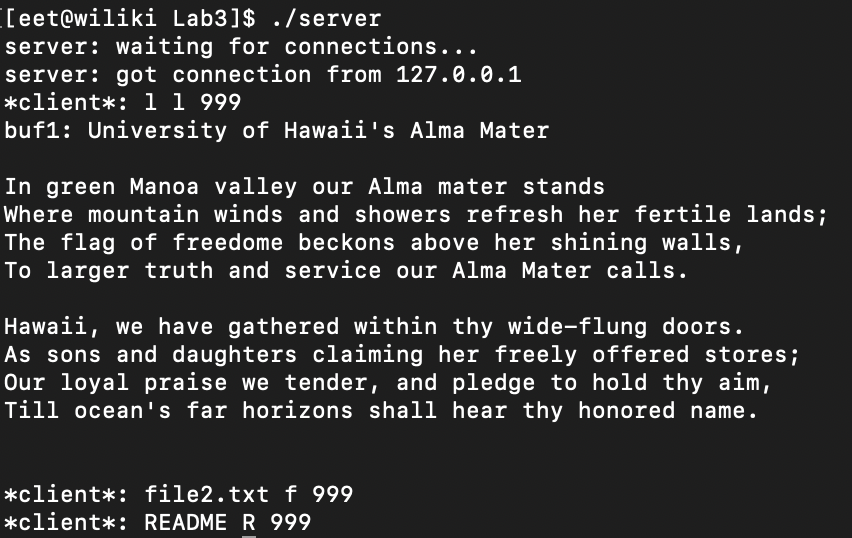 [[eet@wiliki Lab3]$ ./server
server: waiting for connections...
server: got connection from 127.0.0.1
*client*: l l 999
buf1: University of Hawaii's Alma Mater
In green Manoa valley our Alma mater stands
Where mountain winds and showers refresh her fertile lands;
The flag of freedome beckons above her shining walls,
To larger truth and service our Alma Mater calls.
Hawaii, we have gathered within thy wide-flung doors.
As sons and daughters claiming her freely offered stores;
Our loyal praise we tender, and pledge to hold thy aim,
Till ocean's far horizons shall hear thy honored name.
*client*: file2.txt f 999
*client*: README R 999